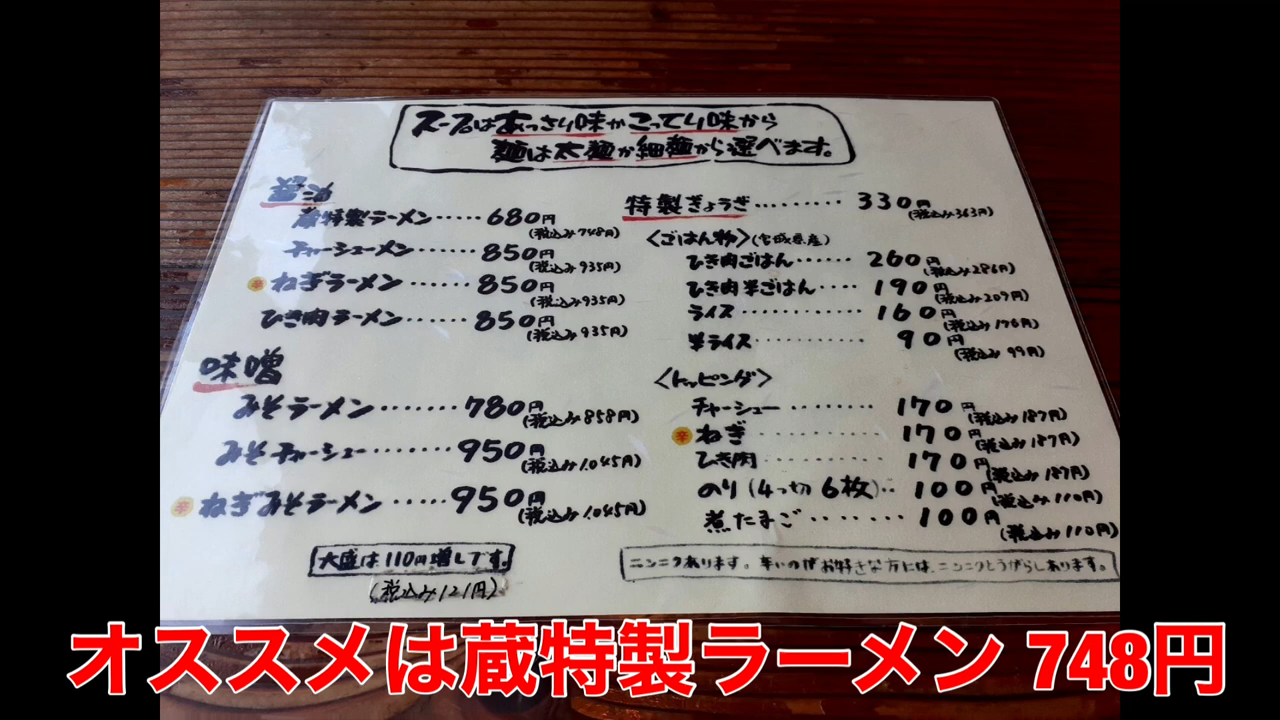 スープはあっさり味かこってり味から
麺は太麺か細麺から選べます。
醤油
蔵特製ラーメン‥‥‥680円
(税込み748円)
チャーシューメン‥‥‥850円
(税込み935円)
辛 ねぎラーメン‥‥‥850円
(税込み935円)
ひき肉ラーメン‥‥‥850円
(税込み935円)
味噌
みそラーメン‥‥‥780円
(税込み858円)
みそチャーシュー‥‥‥950円
(税込み1,045円)
辛 ねぎみそラーメン‥‥‥950円
(税込み1,045円)
大盛は110円増しです。
(税込み121円)
特製ぎょうざ‥‥‥330円
(税込み363円)
〈ごはん物〉(宮城県産)
ひき肉ごはん‥‥‥260円
(税込み286円)
ひき肉半ごはん‥‥190円
(税込み209円)
ライス‥‥‥160円
(税込み176円)
半ライス‥‥‥90円
(税込み99円)
〈トッピング〉
チャーシュー‥‥‥170円
(税込み187円)
辛 ねぎ‥‥‥170円
(税込み187円)
ひき肉‥‥‥170円
(税込み187円)
のり(4つ切6枚)‥100円
(税込み110円)
煮たまご‥‥‥100円
(税込み110円)
ニンニクあります。辛いのがお好きな方には、ニンニクとうがらしあります。
オススメは蔵特製ラーメン 748円